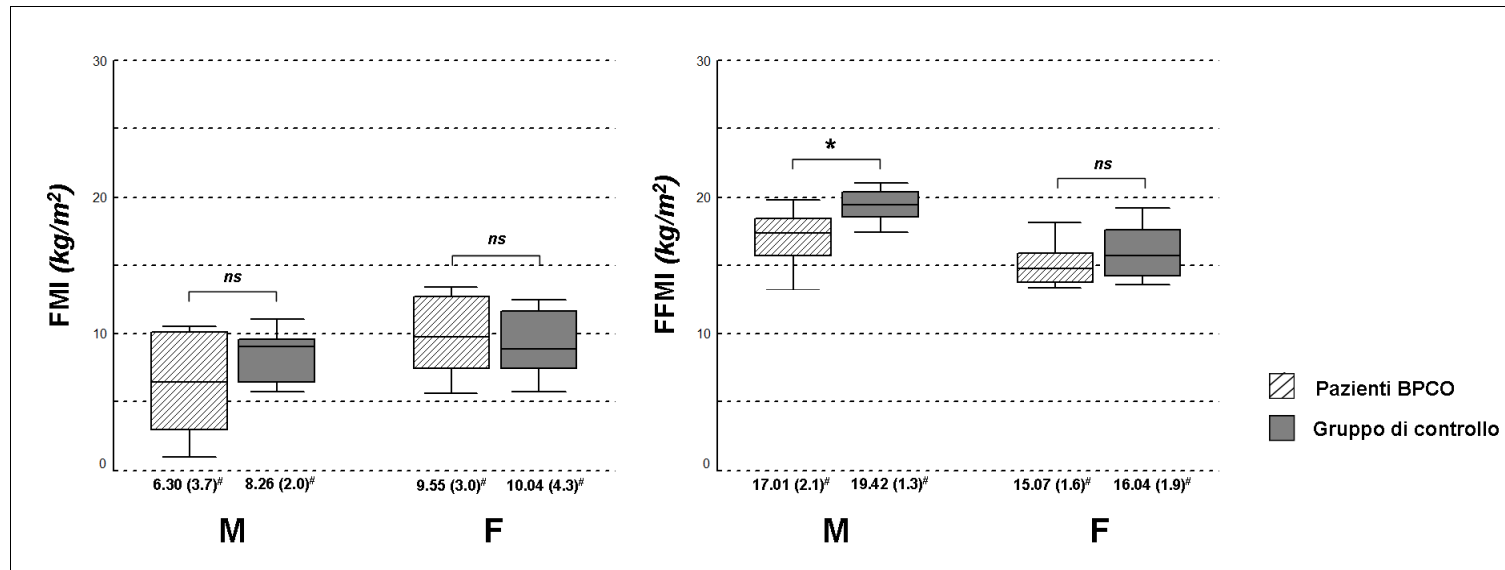 30
20
10
0
FMI (kg/m²)
ns
ns
6.30 (3.7)# 8.26 (2.0)# 9.55 (3.0)# 10.04 (4.3)#
M F
30
20
10
0
FFMI (kg/m²)
*
ns
17.01 (2.1)# 19.42 (1.3)# 15.07 (1.6)# 16.04 (1.9)#
M F
Pazienti BPCO
Gruppo di controllo